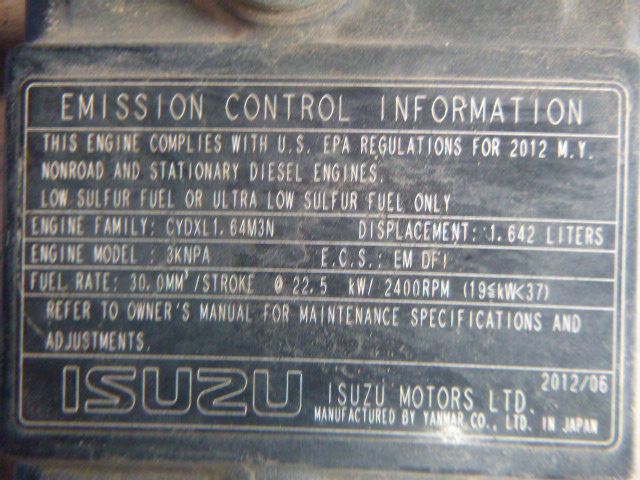 EMISSION CONTROL INFORMATION
THIS ENGINE COMPLIES WITH U.S. EPA REGULATIONS FOR 2012 M.Y.
NONROAD AND STATIONARY DIESEL ENGINES.
LOW SULFUR FUEL OR ULTRA LOW SULFUR FUEL ONLY
ENGINE FAMILY: CYDXL1.64M3N DISPLACEMENT: 1.642 LITERS
ENGINE MODEL : 3KNPA E.C.S.: EM DFI
FUEL RATE: 30.0MM³/STROKE @ 22.5 kW/ 2400RPM (19≤kW<37)
REFER TO OWNER'S MANUAL FOR MAINTENANCE SPECIFICATIONS AND
ADJUSTMENTS.
2012/06
ISUZU ISUZU MOTORS LTD.
MANUFACTURED BY YANMAR CO., LTD. IN JAPAN